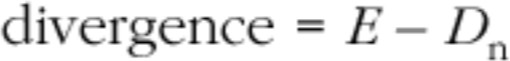 divergence = E – Dn